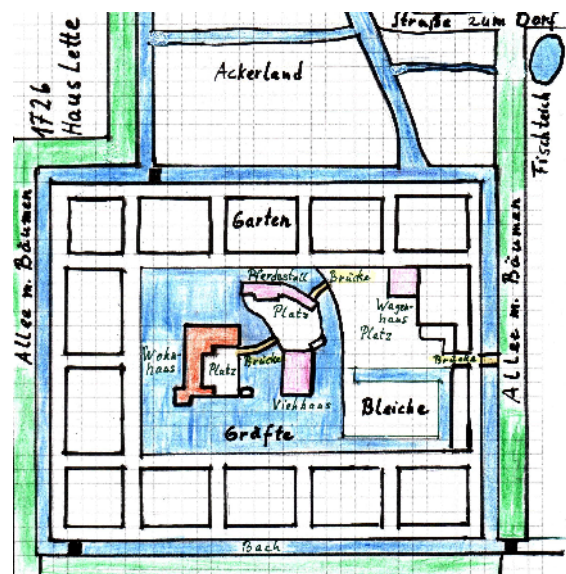 Straße zum Dorf
1726
Haus Lette
Ackerland
Fischteich
Allee m. Bäumen
Garten
Allee m. Bäumen
Pferdestall
Brücke
Platz
Wagen-
haus
Platz
Wohn-
haus
Platz
Brücke
Brücke
Viehhaus
Bleiche
Gräfte
Bach